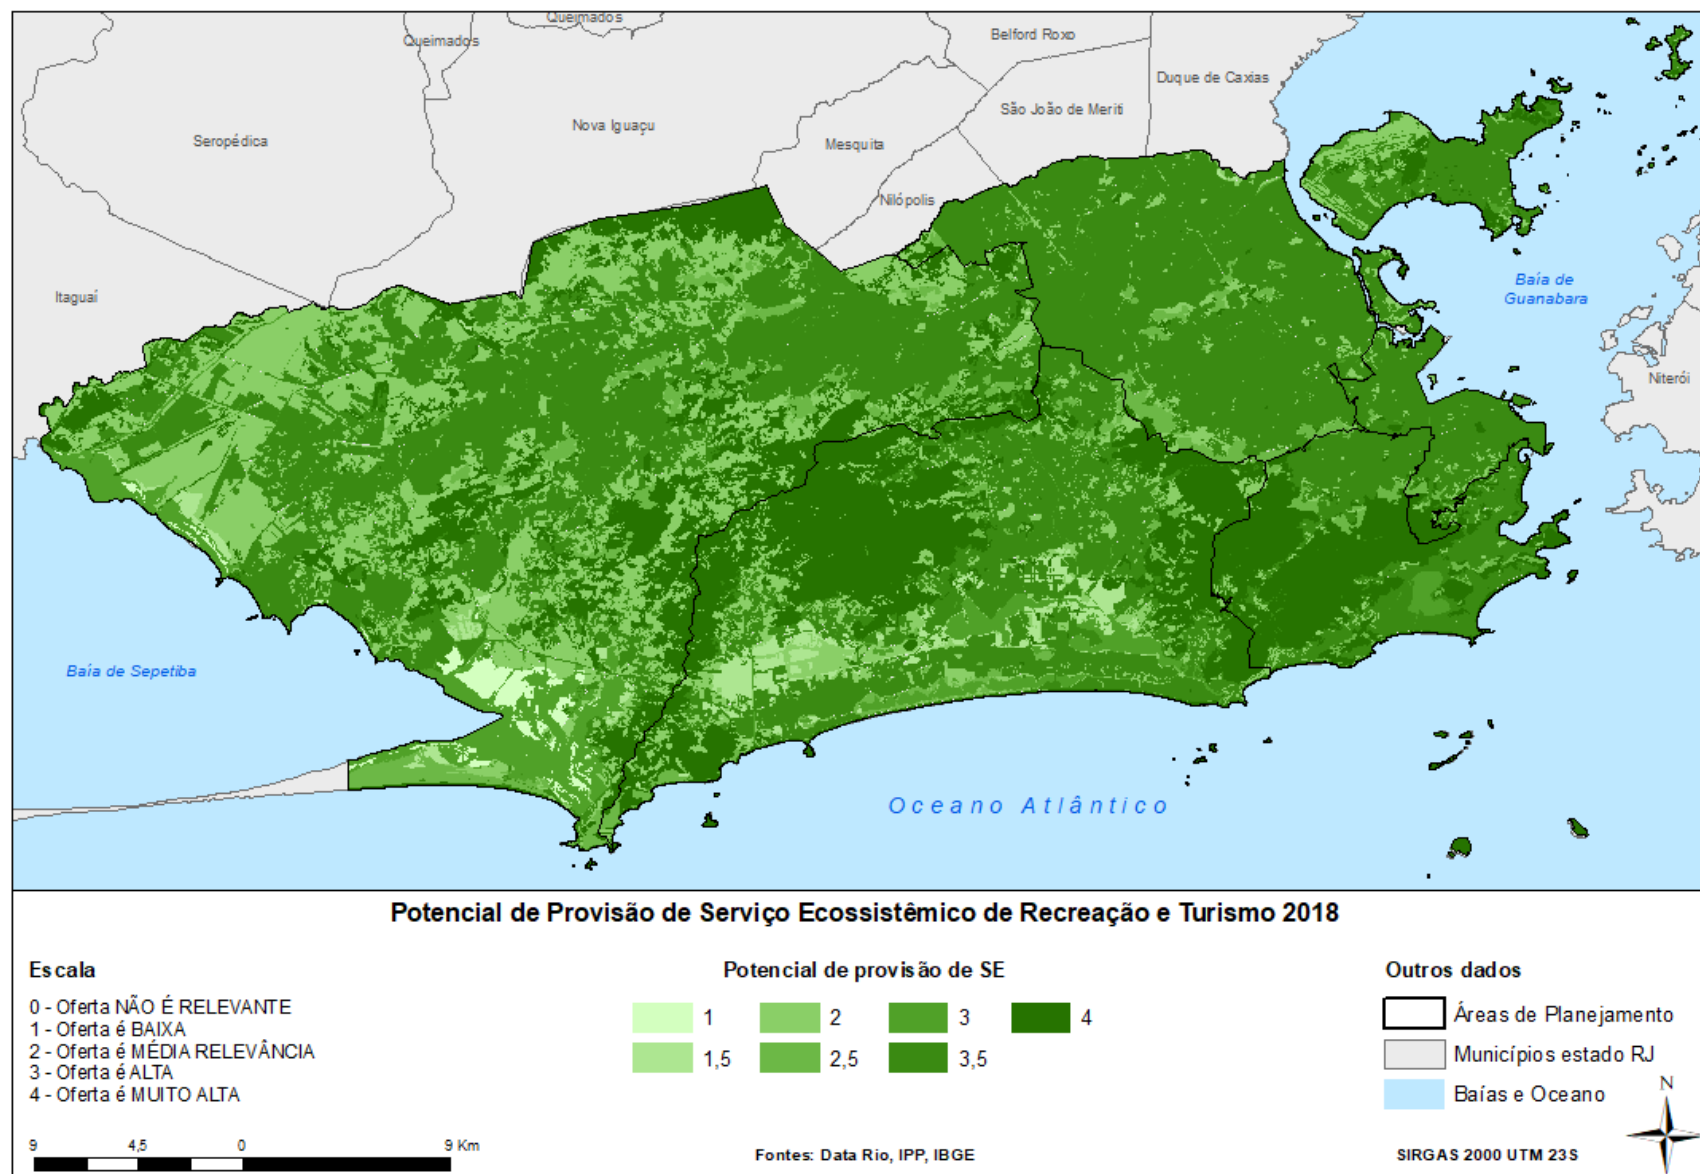 Queimados
Queimados
Belford Roxo
Duque de Caxias
São João de Meriti
Nova Iguaçu
Seropédica
Mesquita
Nilópolis
Itaguaí
Baía de
Guanabara
Niterói
Baía de Sepetiba
Oceano Atlântico
Potencial de Provisão de Serviço Ecossistêmico de Recreação e Turismo 2018
Escala
0 - Oferta NÃO É RELEVANTE
1 - Oferta é BAIXA
2 - Oferta é MÉDIA RELEVÂNCIA
3 - Oferta é ALTA
4 - Oferta é MUITO ALTA
9 4,5 0 9 Km
Potencial de provisão de SE
1 2 3 4
1,5 2,5 3,5
Fontes: Data Rio, IPP, IBGE
Outros dados
Áreas de Planejamento
Municípios estado RJ
Baías e Oceano
N
SIRGAS 2000 UTM 23S